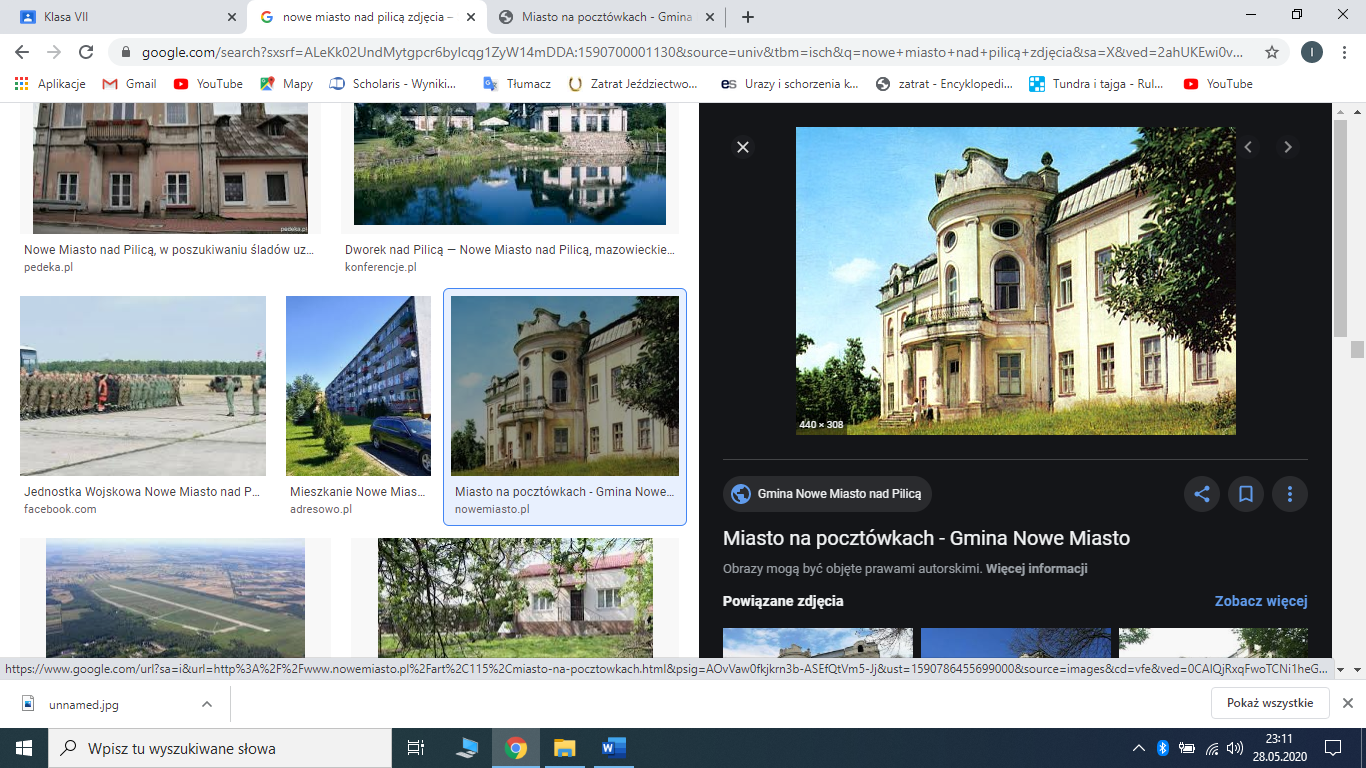 Klasa VII
nowe miasto nad pilicą zdjęcia –
Miasto na pocztówkach - Gmina
google.com/search?sxsrf=ALeKk02UndMytgpcr6bylcqg1ZyW14mDDA:1590700001130&source=univ&tbm=isch&q=nowe+miasto+nad+pilicą+zdjęcia&sa=X&ved=2ahUKEwi0v...
I
Aplikacje
Gmail
YouTube
Mapy
Scholaris - Wyniki...
Tłumacz
Zatrat Jeździectwo...
es Urazy i schorzenia k...
zatrat - Encyklopedi...
Tundra i tajga - Rul...
YouTube
pedeka.pl
Nowe Miasto nad Pilicą, w poszukiwaniu śladów uz...
pedeka.pl
Dworek nad Pilicą — Nowe Miasto nad Pilicą, mazowieckie...
konferencje.pl
Jednostka Wojskowa Nowe Miasto nad P...
facebook.com
Mieszkanie Nowe Mias...
adresowo.pl
Miasto na pocztówkach - Gmina Nowe...
nowemiasto.pl
440 × 308
Gmina Nowe Miasto nad Pilicą
Miasto na pocztówkach - Gmina Nowe Miasto
Obrazy mogą być objęte prawami autorskimi. Więcej informacji
Powiązane zdjęcia
Zobacz więcej
https://www.google.com/url?sa=i&url=http%3A%2F%2Fwww.nowemiasto.pl%2Fart%2C115%2Cmiasto-na-pocztowkach.html&psig=AOvVaw0fkjkrn3b-ASEfQtVm5-Jj&ust=1590786455699000&source=images&cd=vfe&ved=0CAIQjRxqFwoTCNi1heG...
unnamed.jpg
Pokaż wszystkie
Wpisz tu wyszukiwane słowa
W
23:11
28.05.2020